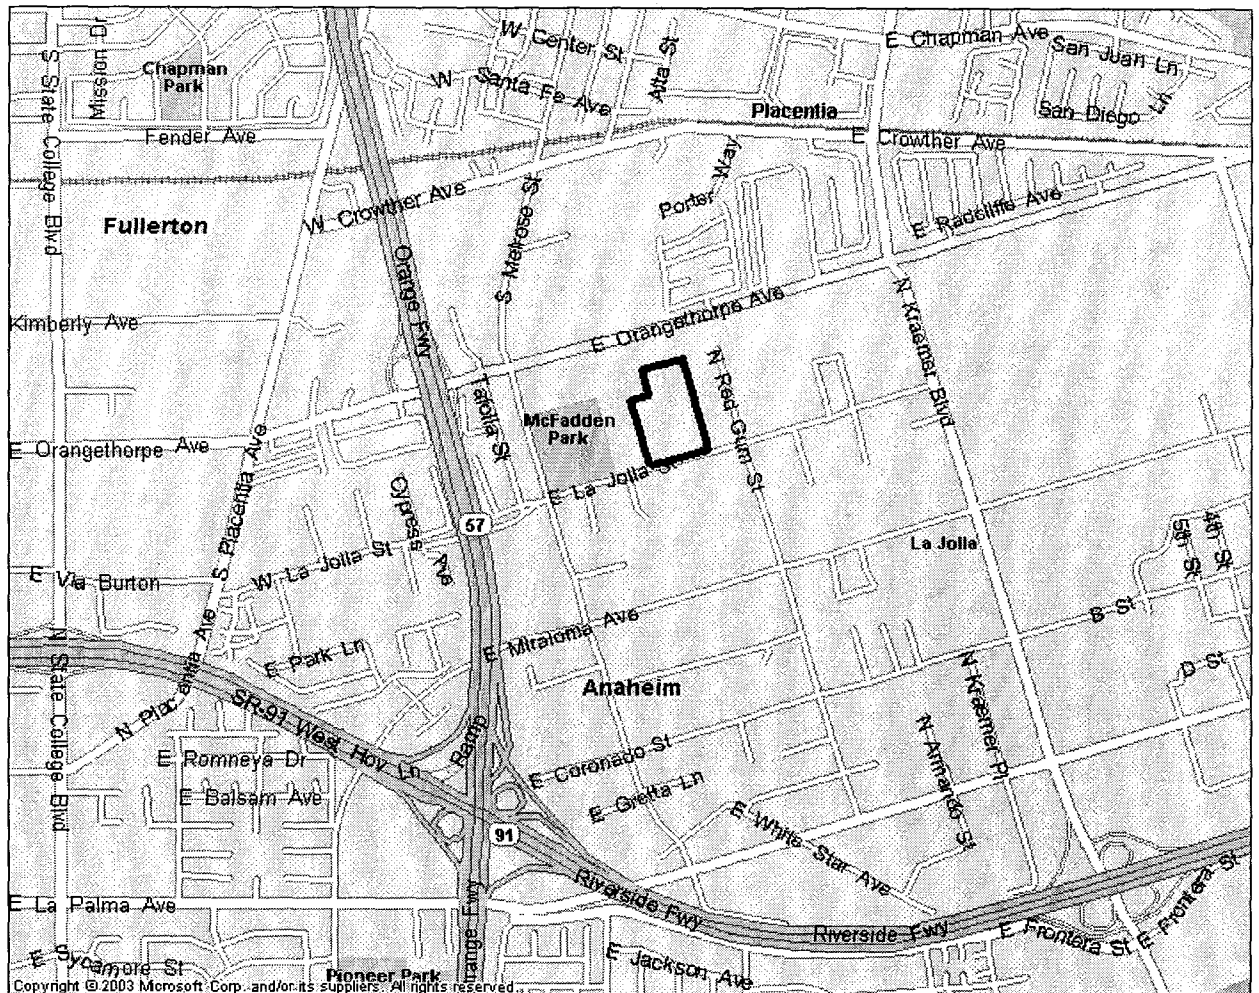 Mission Dr
S State College Blvd
Chapman
Park
Fender Ave
W Center St
Alta St
W Santa Fe Ave
Placentia
E Chapman Ave
San Juan Ln
San Diego Ln
E Crowther Ave
Fullerton
W Crowther Ave
Orange Fwy
S Melrose St
Porter Way
E Radcliffe Ave
Kimberly Ave
E Orangethorpe Ave
N Kraemer Blvd
N Red Gum St
Tafolla St
McFadden
Park
E Orangethorpe Ave
S Placentia Ave
Cypress Ave
E La Jolla St
57
W La Jolla St
La Jolla
5th St
4th St
E Via Burton
B St
E Miraloma Ave
N State College Blvd
N Placentia Ave
E Park Ln
D St
Anaheim
SR-91 West Hov Ln
Ramp
N Kraemer Pl
N Armando St
E Romneya Dr
E Coronado St
E Balsam Ave
E Gretta Ln
91
E White Star Ave
E La Palma Ave
Orange Fwy
Riverside Fwy
Riverside Fwy
E Frontera St
E Frontera St
E Sycamore St
Pioneer Park
E Jackson Ave
Copyright © 2003 Microsoft Corp. and/or its suppliers. All rights reserved.